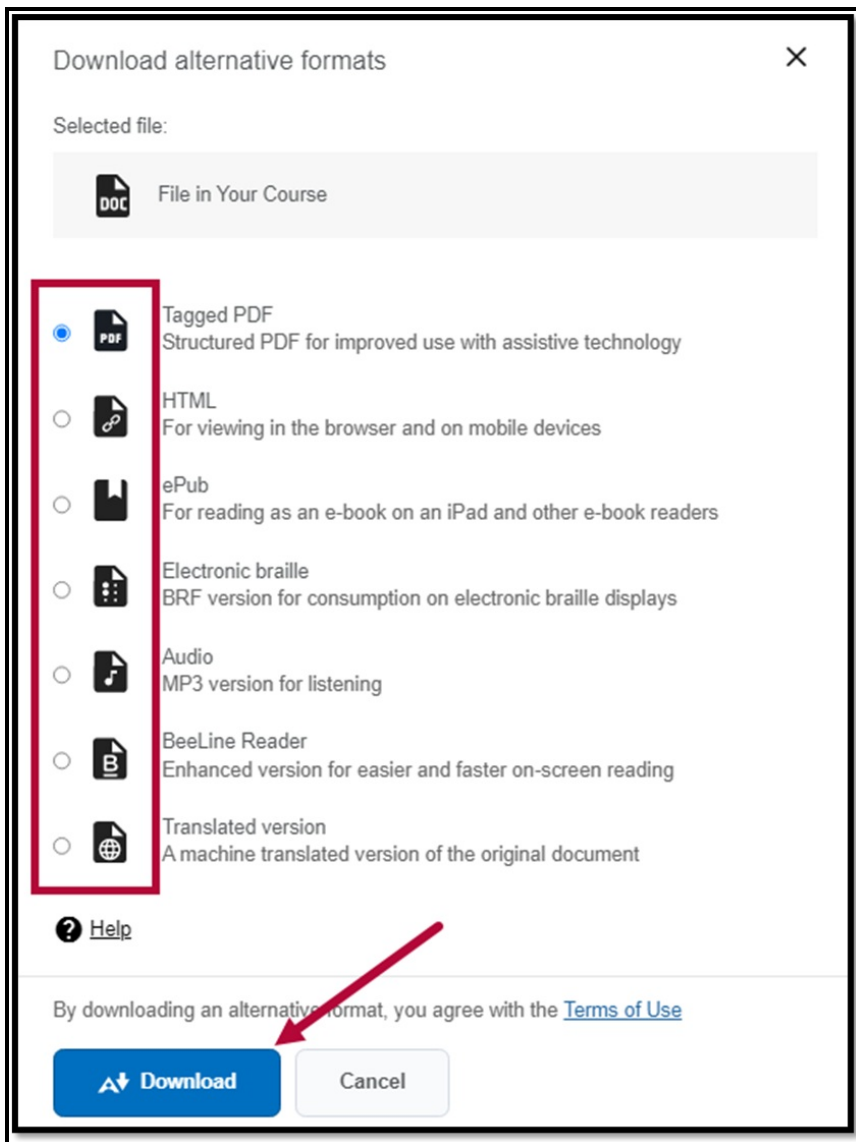 Download alternative formats
Selected file:
DOC
File in Your Course
Tagged PDF
PDF
Structured PDF for improved use with assistive technology
HTML
For viewing in the browser and on mobile devices
ePub
For reading as an e-book on an iPad and other e-book readers
Electronic braille
BRF version for consumption on electronic braille displays
Audio
MP3 version for listening
BeeLine Reader
B
Enhanced version for easier and faster on-screen reading
Translated version
A machine translated version of the original document
? Help
By downloading an alternative format, you agree with the Terms of Use
A Download
Cancel